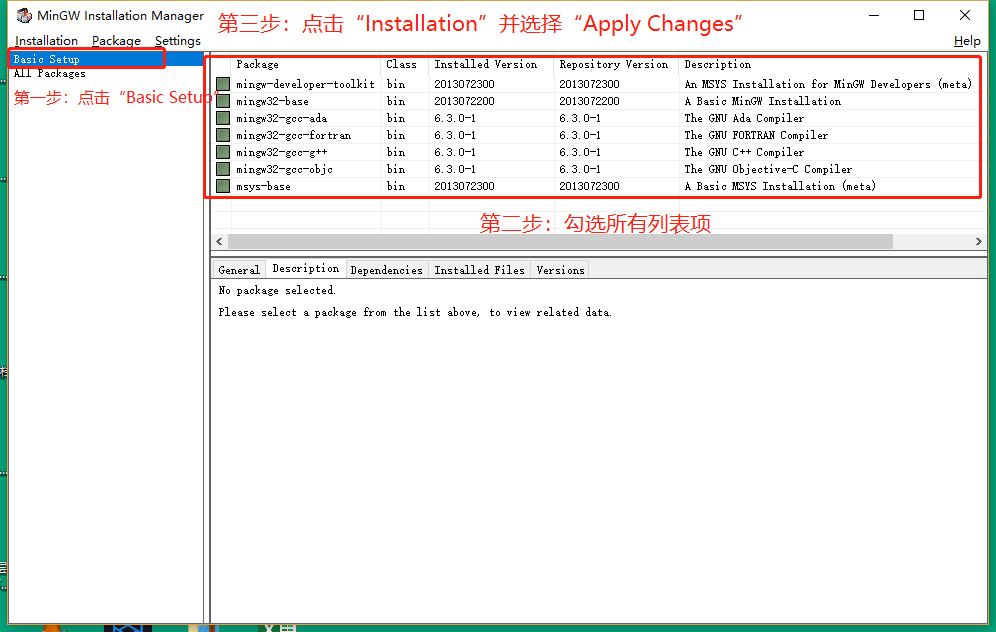 MinGW Installation Manager
第三步：点击“Installation”并选择“Apply Changes”
Installation Package Settings Help
Basic Setup
All Packages
第一步：点击“Basic Setup”
Package Class Installed Version Repository Version Description
mingw-developer-toolkit bin 2013072300 2013072300 An MSYS Installation for MinGW Developers (meta)
mingw32-base bin 2013072200 2013072200 A Basic MinGW Installation
mingw32-gcc-ada bin 6.3.0-1 6.3.0-1 The GNU Ada Compiler
mingw32-gcc-fortran bin 6.3.0-1 6.3.0-1 The GNU FORTRAN Compiler
mingw32-gcc-g++ bin 6.3.0-1 6.3.0-1 The GNU C++ Compiler
mingw32-gcc-objc bin 6.3.0-1 6.3.0-1 The GNU Objective-C Compiler
msys-base bin 2013072300 2013072300 A Basic MSYS Installation (meta)
第二步：勾选所有列表项
General Description Dependencies Installed Files Versions
No package selected.
Please select a package from the list above, to view related data.